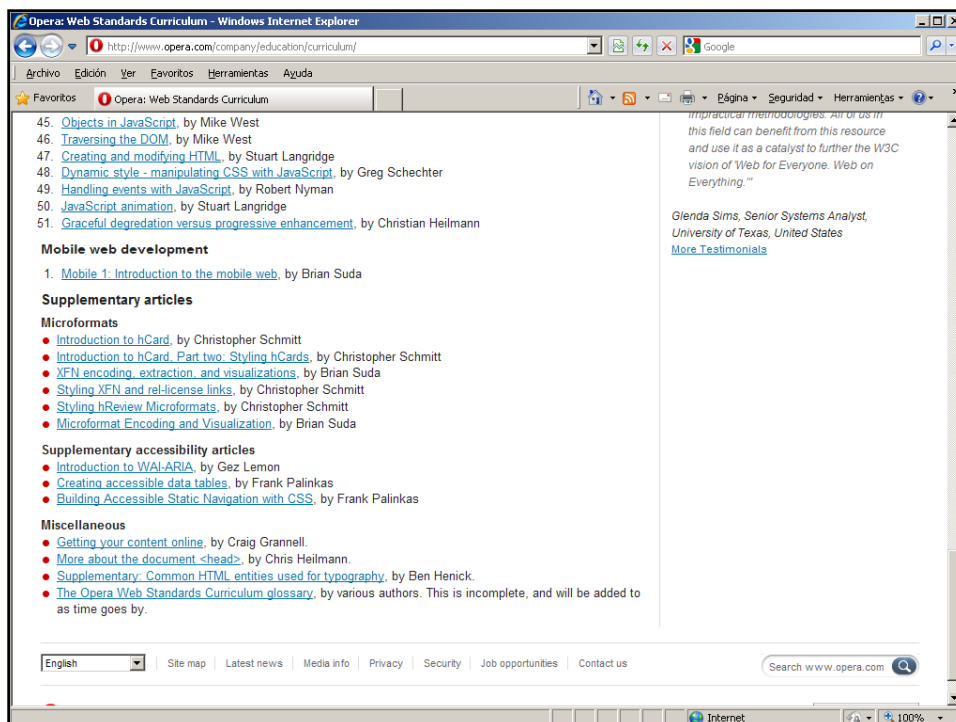 Opera: Web Standards Curriculum - Windows Internet Explorer
http://www.opera.com/company/education/curriculum/
Google
Archivo Edición Ver Favoritos Herramientas Ayuda
Favoritos Opera: Web Standards Curriculum Página Seguridad Herramientas
45. Objects in JavaScript, by Mike West
46. Traversing the DOM, by Mike West
47. Creating and modifying HTML, by Stuart Langridge
48. Dynamic style - manipulating CSS with JavaScript, by Greg Schechter
49. Handling events with JavaScript, by Robert Nyman
50. JavaScript animation, by Stuart Langridge
51. Graceful degredation versus progressive enhancement, by Christian Heilmann
Mobile web development
1. Mobile 1: Introduction to the mobile web, by Brian Suda
Supplementary articles
Microformats
Introduction to hCard, by Christopher Schmitt
Introduction to hCard, Part two: Styling hCards, by Christopher Schmitt
XFN encoding, extraction, and visualizations, by Brian Suda
Styling XFN and rel-license links, by Christopher Schmitt
Styling hReview Microformats, by Christopher Schmitt
Microformat Encoding and Visualization, by Brian Suda
Supplementary accessibility articles
Introduction to WAI-ARIA, by Gez Lemon
Creating accessible data tables, by Frank Palinkas
Building Accessible Static Navigation with CSS, by Frank Palinkas
Miscellaneous
Getting your content online, by Craig Grannell.
More about the document <head>, by Chris Heilmann.
Supplementary: Common HTML entities used for typography, by Ben Henick.
The Opera Web Standards Curriculum glossary, by various authors. This is incomplete, and will be added to
as time goes by.
impractical methodologies. All of us in
this field can benefit from this resource
and use it as a catalyst to further the W3C
vision of 'Web for Everyone. Web on
Everything.'"
Glenda Sims, Senior Systems Analyst,
University of Texas, United States
More Testimonials
English Site map Latest news Media info Privacy Security Job opportunities Contact us Search www.opera.com
Internet 100%